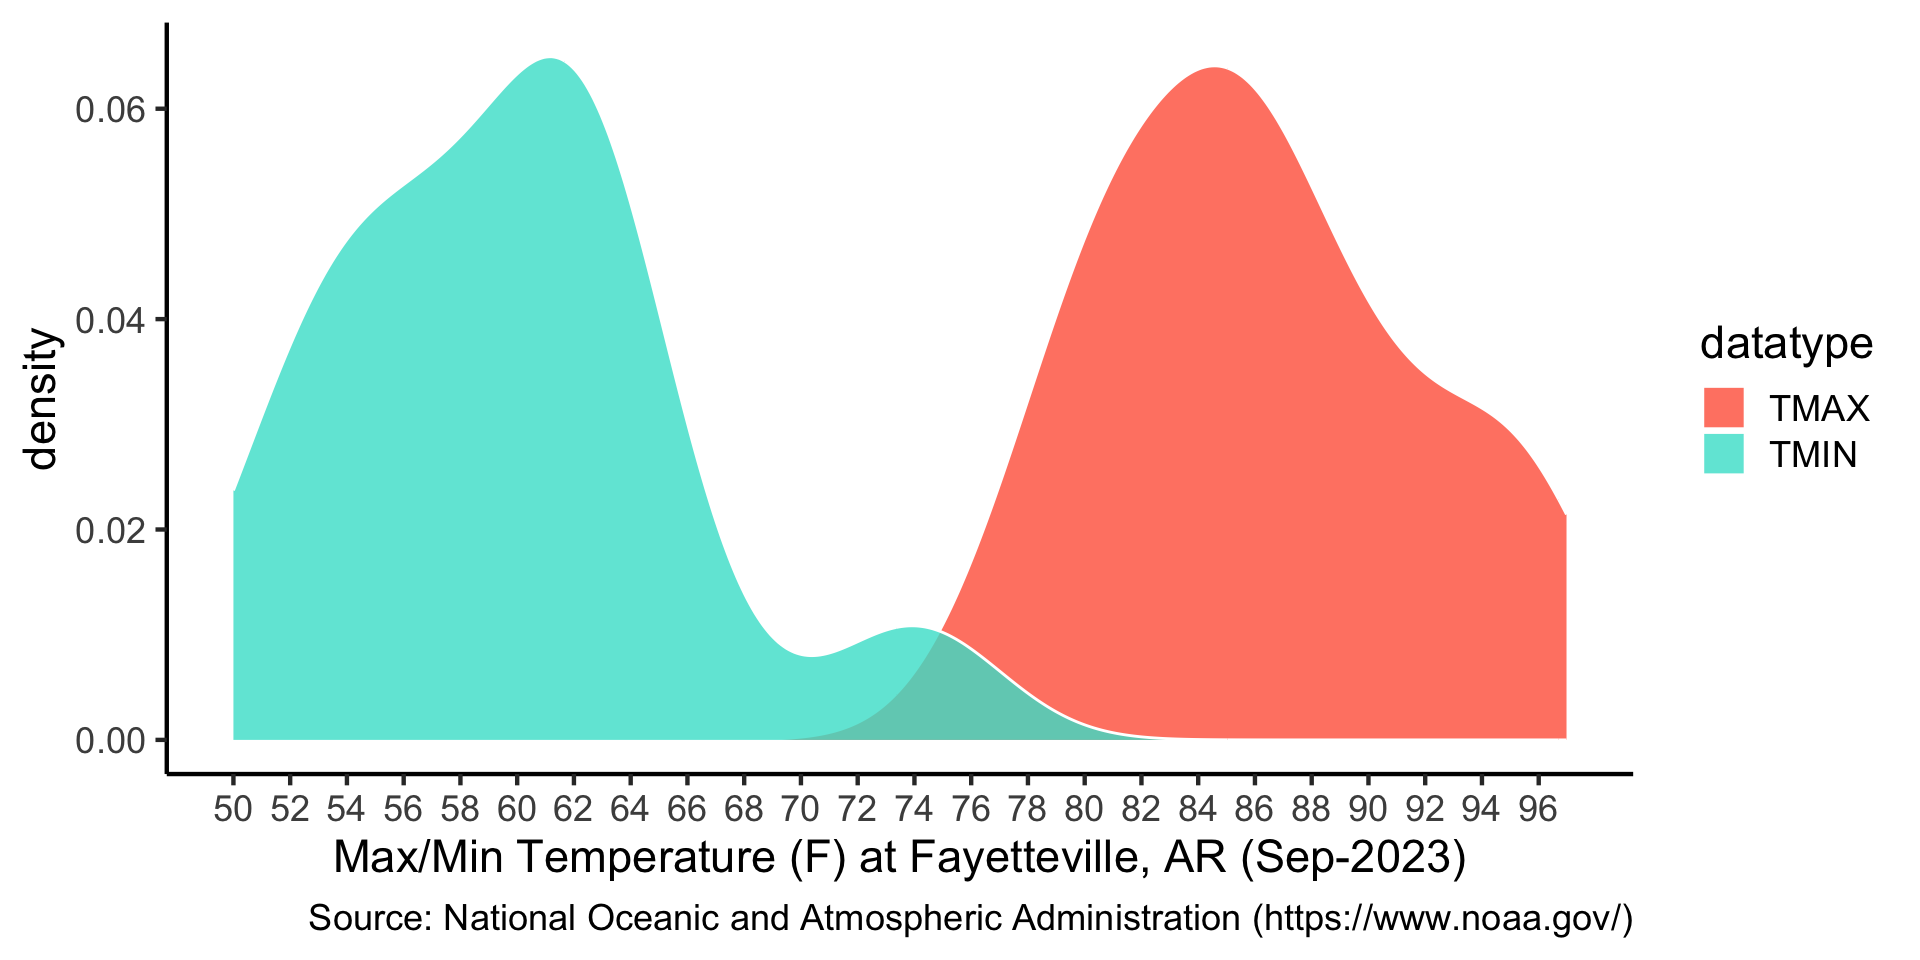 density
0.06
0.04
0.02
0.00
50 52 54 56 58 60 62 64 66 68 70 72 74 76 78 80 82 84 86 88 90 92 94 96
Max/Min Temperature (F) at Fayetteville, AR (Sep-2023)
Source: National Oceanic and Atmospheric Administration (https://www.noaa.gov/)
datatype
TMAX
TMIN